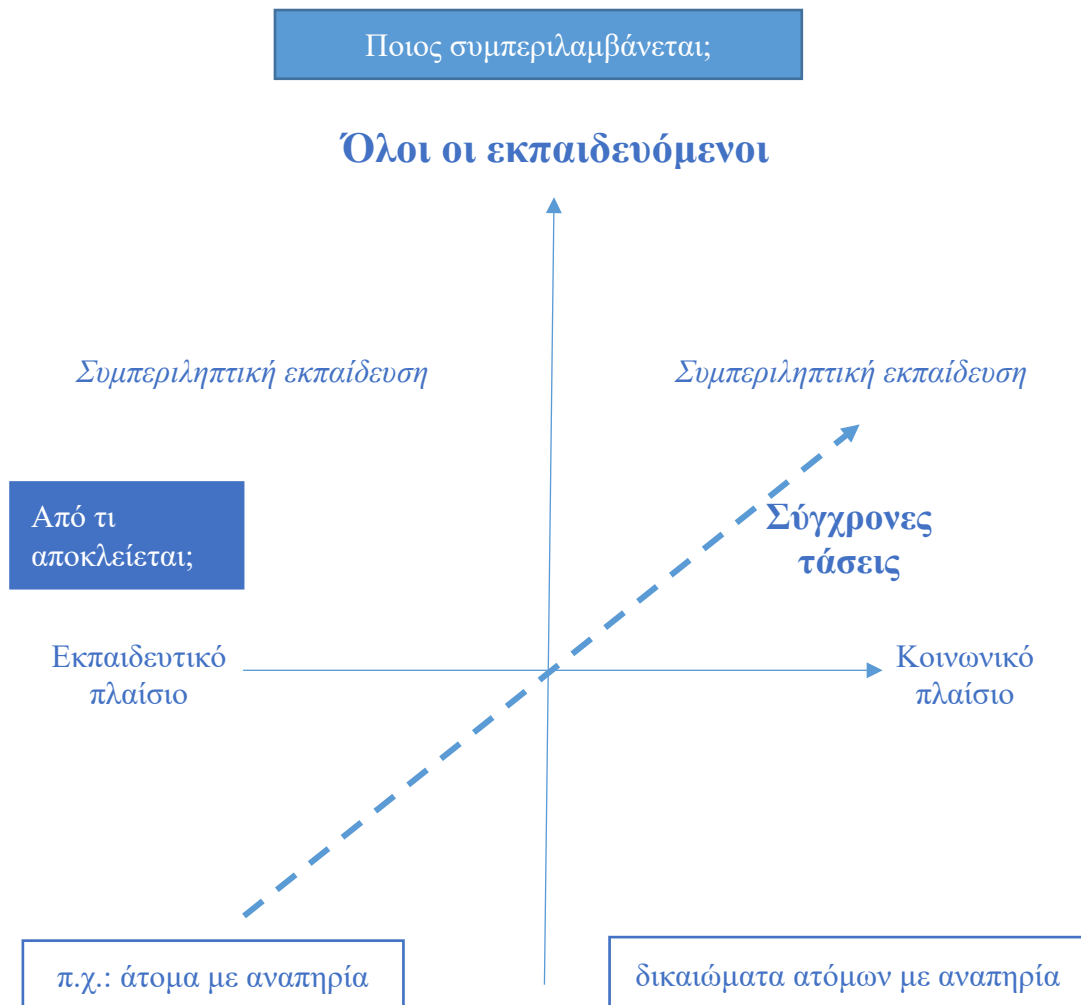 Ποιος συμπεριλαμβάνεται;
Όλοι οι εκπαιδευόμενοι
Συμπεριληπτική εκπαίδευση
Συμπεριληπτική εκπαίδευση
Από τι
αποκλείεται;
Σύγχρονες
τάσεις
Εκπαιδευτικό
πλαίσιο
Κοινωνικό
πλαίσιο
π.χ.: άτομα με αναπηρία
δικαιώματα ατόμων με αναπηρία